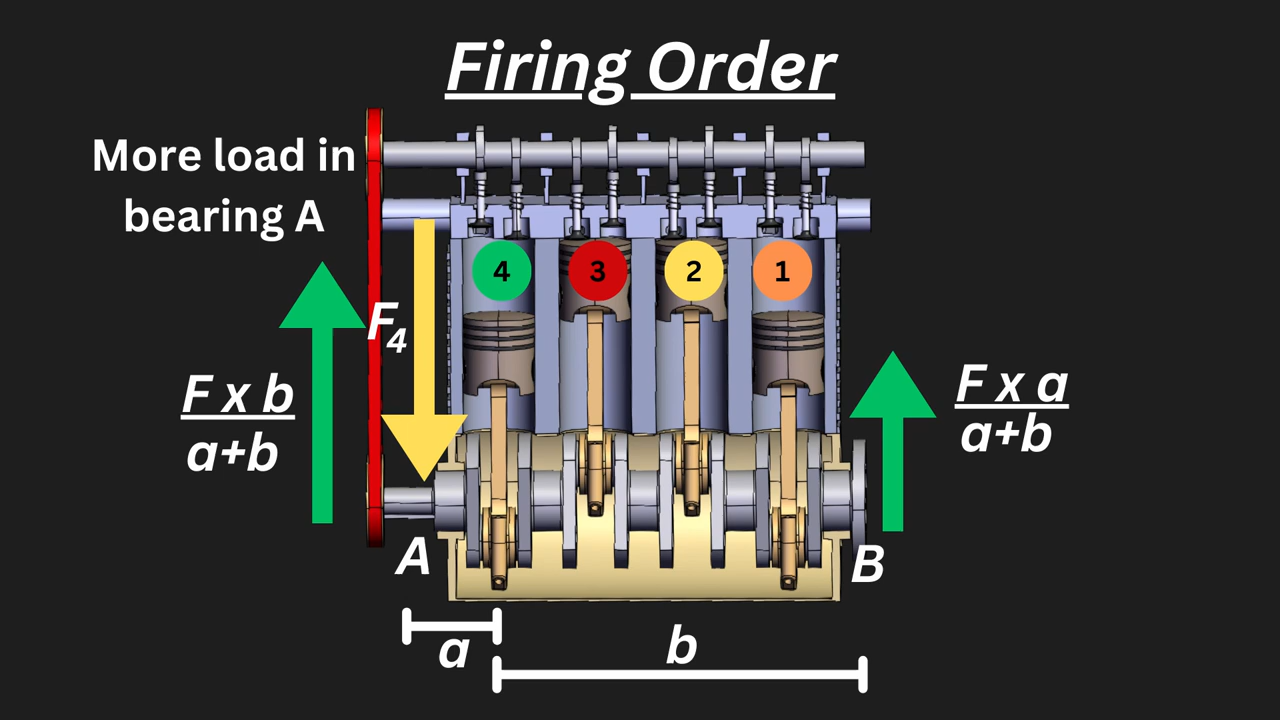 Firing Order
More load in
bearing A
F4
4
3
2
1
F x b
a+b
F x a
a+b
A
B
a
b